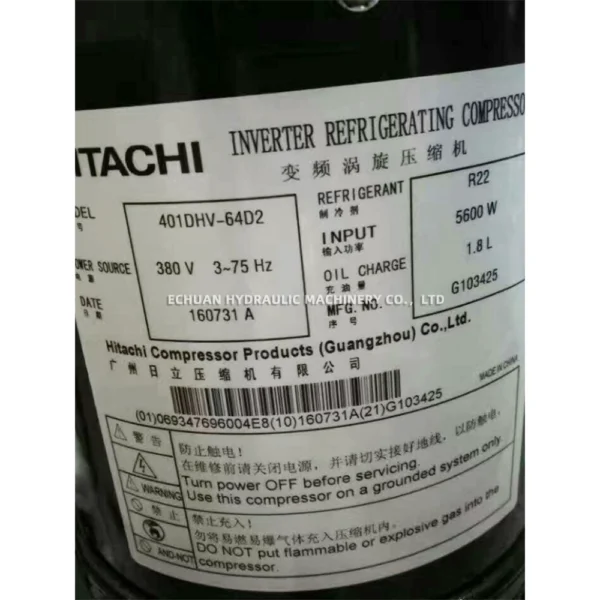 HITACHI INVERTER REFRIGERATING COMPRESSO
变频涡旋压缩机
DEL 401DHV-64D2
REFRIGERANT R22
制冷剂
INPUT 5600 W
输入功率
OWER SOURCE 380 V 3~75 Hz
电源
OIL CHARGE 1.8 L
充油量
DATE 160731 A
日期
MFG. NO. G103425
ECHUAN HYDRAULIC MACHINERY CO., LTD
Hitachi Compressor Products (Guangzhou) Co.,Ltd.
广州日立压缩机有限公司
MADE IN CHINA
(01)069347696004E8(10)160731A(21)G103425
警告
防止触电!
在维修前请关闭电源，并请切实接好地线，以防触电.
WARNING
Turn power OFF before servicing.
Use this compressor on a grounded system only.
禁止
禁止充入!
勿将易燃易爆气体充入压缩机内。
AND-NOT
DO NOT put flammable or explosive gas into the
compressor.